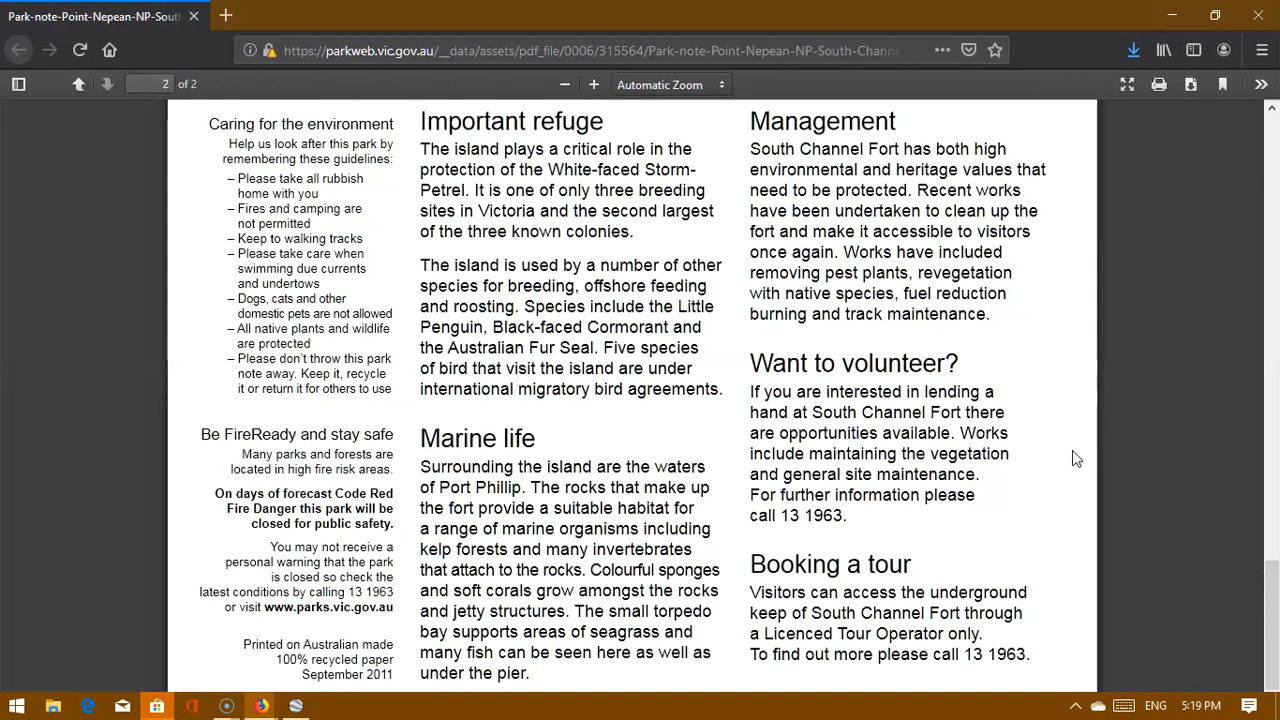 Park-note-Point-Nepean-NP-South
https://parkweb.vic.gov.au/__data/assets/pdf_file/0006/315564/Park-note-Point-Nepean-NP-South-Chann
2 of 2
Automatic Zoom
Caring for the environment
Help us look after this park by
remembering these guidelines:
– Please take all rubbish
home with you
– Fires and camping are
not permitted
– Keep to walking tracks
– Please take care when
swimming due currents
and undertows
– Dogs, cats and other
domestic pets are not allowed
– All native plants and wildlife
are protected
– Please don't throw this park
note away. Keep it, recycle
it or return it for others to use
Be FireReady and stay safe
Many parks and forests are
located in high fire risk areas.
On days of forecast Code Red
Fire Danger this park will be
closed for public safety.
You may not receive a
personal warning that the park
is closed so check the
latest conditions by calling 13 1963
or visit www.parks.vic.gov.au
Printed on Australian made
100% recycled paper
September 2011
Important refuge
The island plays a critical role in the
protection of the White-faced Storm-
Petrel. It is one of only three breeding
sites in Victoria and the second largest
of the three known colonies.
The island is used by a number of other
species for breeding, offshore feeding
and roosting. Species include the Little
Penguin, Black-faced Cormorant and
the Australian Fur Seal. Five species
of bird that visit the island are under
international migratory bird agreements.
Marine life
Surrounding the island are the waters
of Port Phillip. The rocks that make up
the fort provide a suitable habitat for
a range of marine organisms including
kelp forests and many invertebrates
that attach to the rocks. Colourful sponges
and soft corals grow amongst the rocks
and jetty structures. The small torpedo
bay supports areas of seagrass and
many fish can be seen here as well as
under the pier.
Management
South Channel Fort has both high
environmental and heritage values that
need to be protected. Recent works
have been undertaken to clean up the
fort and make it accessible to visitors
once again. Works have included
removing pest plants, revegetation
with native species, fuel reduction
burning and track maintenance.
Want to volunteer?
If you are interested in lending a
hand at South Channel Fort there
are opportunities available. Works
include maintaining the vegetation
and general site maintenance.
For further information please
call 13 1963.
Booking a tour
Visitors can access the underground
keep of South Channel Fort through
a Licenced Tour Operator only.
To find out more please call 13 1963.
ENG
5:19 PM